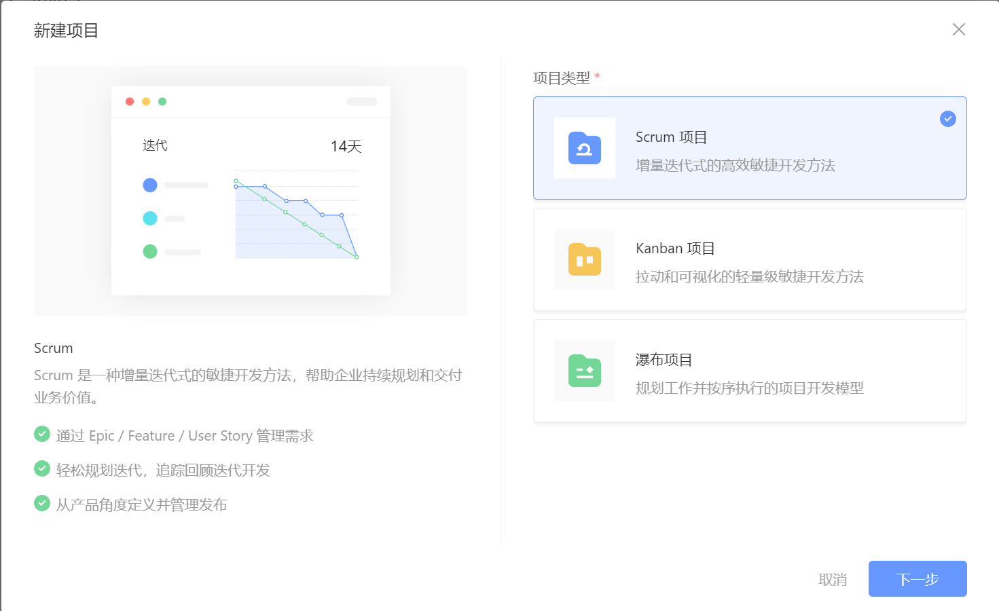 新建项目
迭代
14天
Scrum
Scrum 是一种增量迭代式的敏捷开发方法，帮助企业持续规划和交付
业务价值。
通过 Epic / Feature / User Story 管理需求
轻松规划迭代，追踪回顾迭代开发
从产品角度定义并管理发布
项目类型 *
Scrum 项目
增量迭代式的高效敏捷开发方法
Kanban 项目
拉动和可视化的轻量级敏捷开发方法
瀑布项目
规划工作并按序执行的项目开发模型
取消
下一步